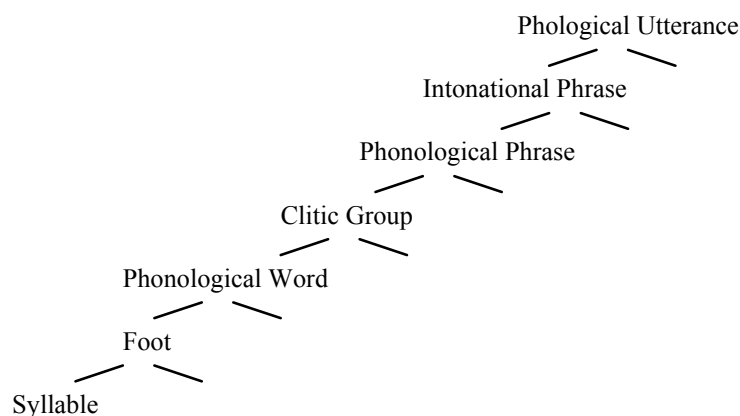 Phological Utterance
Intonational Phrase
Phonological Phrase
Clitic Group
Phonological Word
Foot
Syllable